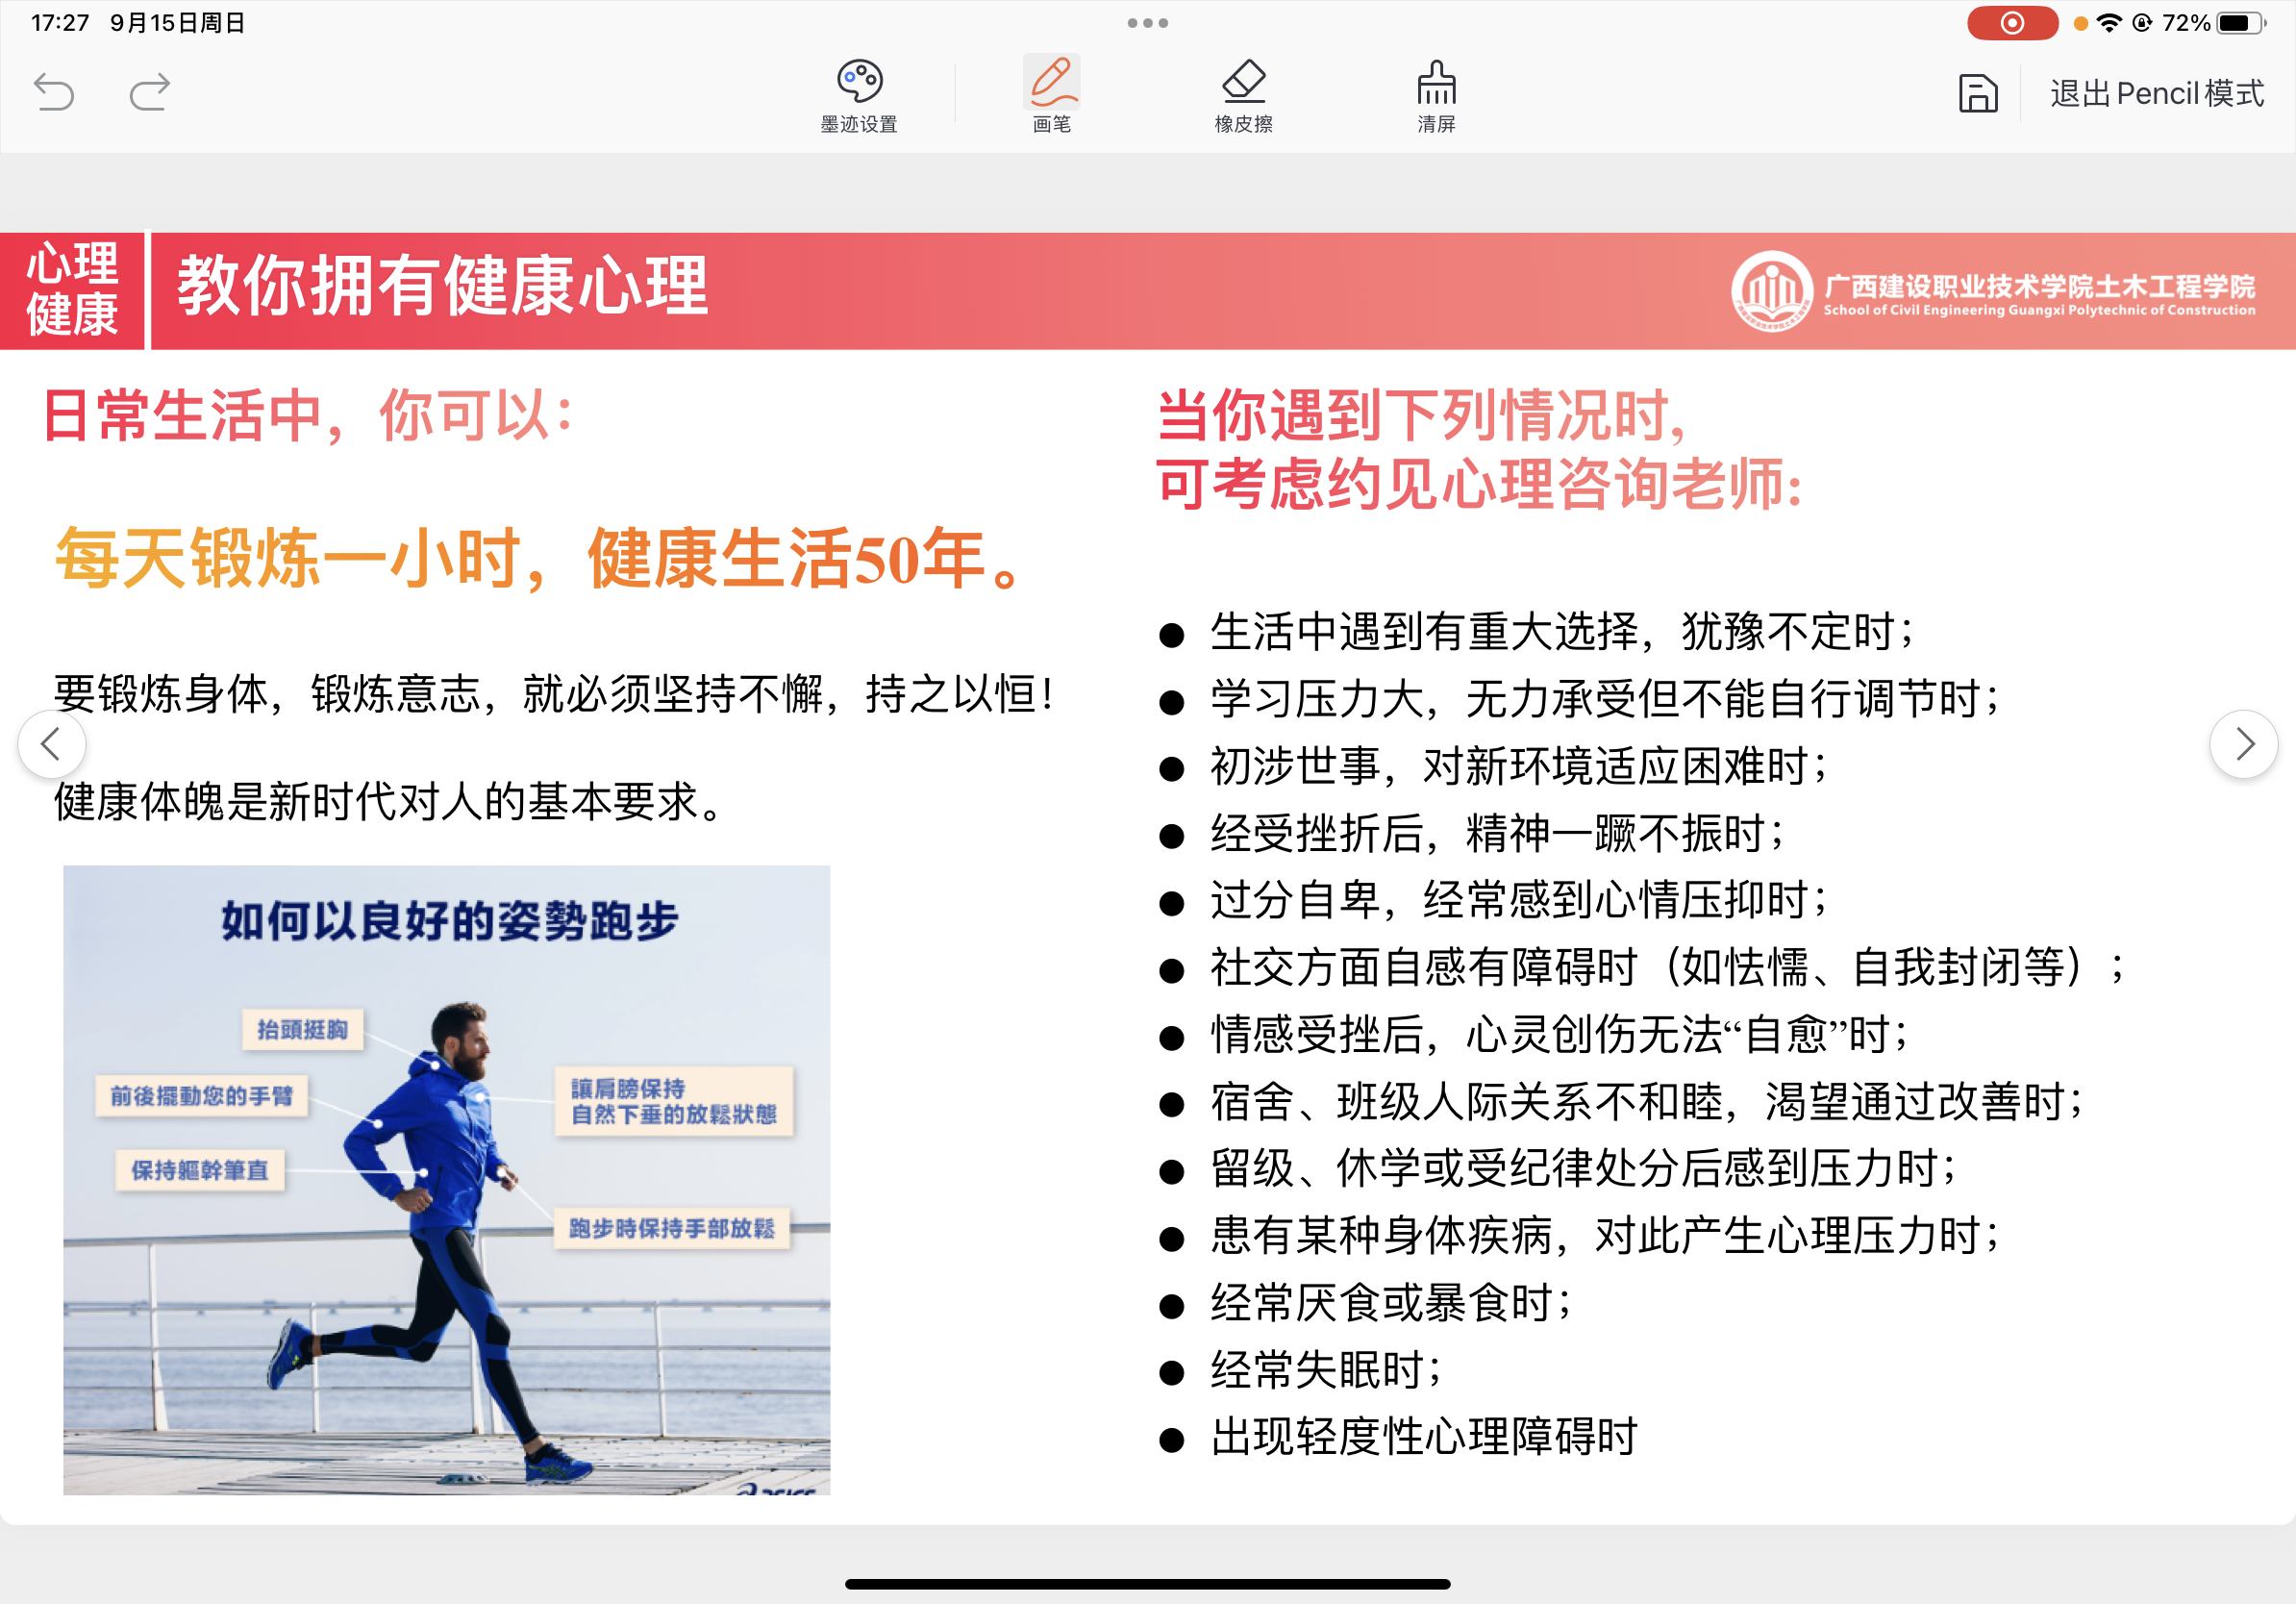 17:27 9月15日周日
72%
墨迹设置
画笔
橡皮擦
清屏
退出Pencil模式
心理
健康
教你拥有健康心理
广西建设职业技术学院土木工程学院
School of Civil Engineering Guangxi Polytechnic of Construction
日常生活中，你可以：
每天锻炼一小时，健康生活50年。
要锻炼身体，锻炼意志，就必须坚持不懈，持之以恒！
健康体魄是新时代对人的基本要求。
如何以良好的姿勢跑步
抬頭挺胸
前後擺動您的手臂
保持軀幹筆直
讓肩膀保持
自然下垂的放鬆狀態
跑步時保持手部放鬆
当你遇到下列情况时，
可考虑约见心理咨询老师：
● 生活中遇到有重大选择，犹豫不定时；
● 学习压力大，无力承受但不能自行调节时；
● 初涉世事，对新环境适应困难时；
● 经受挫折后，精神一蹶不振时；
● 过分自卑，经常感到心情压抑时；
● 社交方面自感有障碍时（如怯懦、自我封闭等）；
● 情感受挫后，心灵创伤无法“自愈”时；
● 宿舍、班级人际关系不和睦，渴望通过改善时；
● 留级、休学或受纪律处分后感到压力时；
● 患有某种身体疾病，对此产生心理压力时；
● 经常厌食或暴食时；
● 经常失眠时；
● 出现轻度性心理障碍时